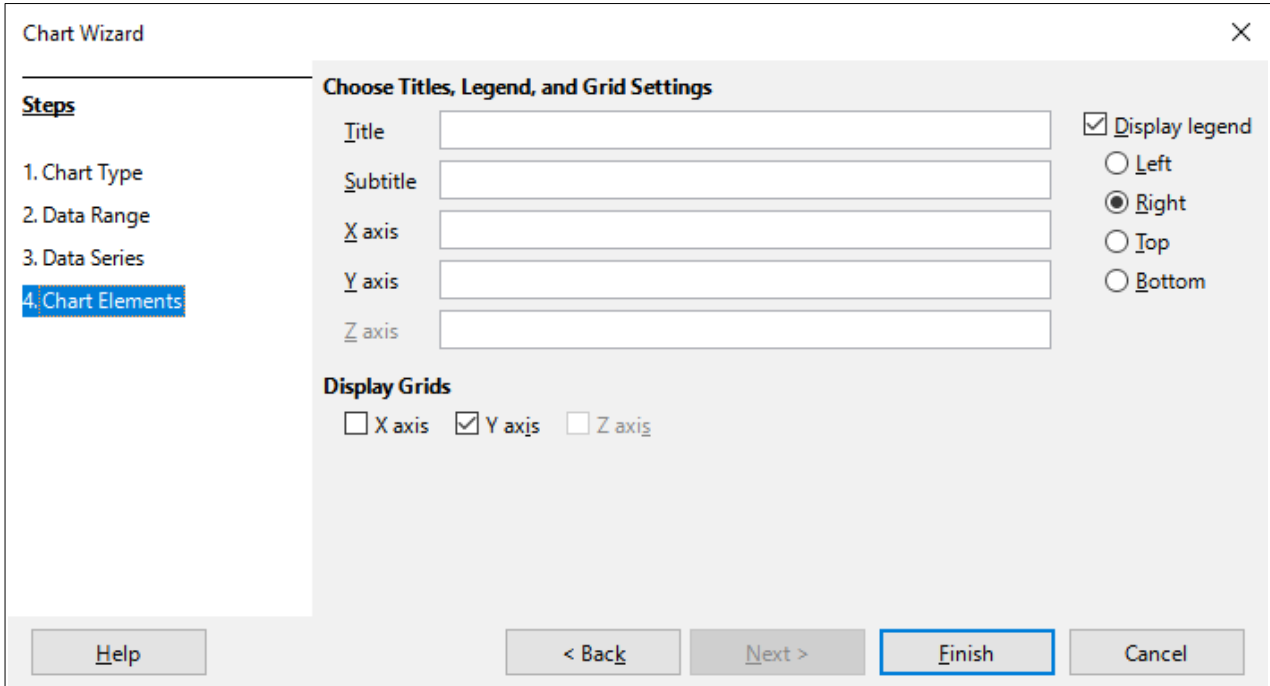 Chart Wizard
Steps
1. Chart Type
2. Data Range
3. Data Series
4. Chart Elements
Choose Titles, Legend, and Grid Settings
Title
Subtitle
X axis
Y axis
Z axis
Display legend
Left
Right
Top
Bottom
Display Grids
X axis Y axis Z axis
Help < Back Next > Finish Cancel